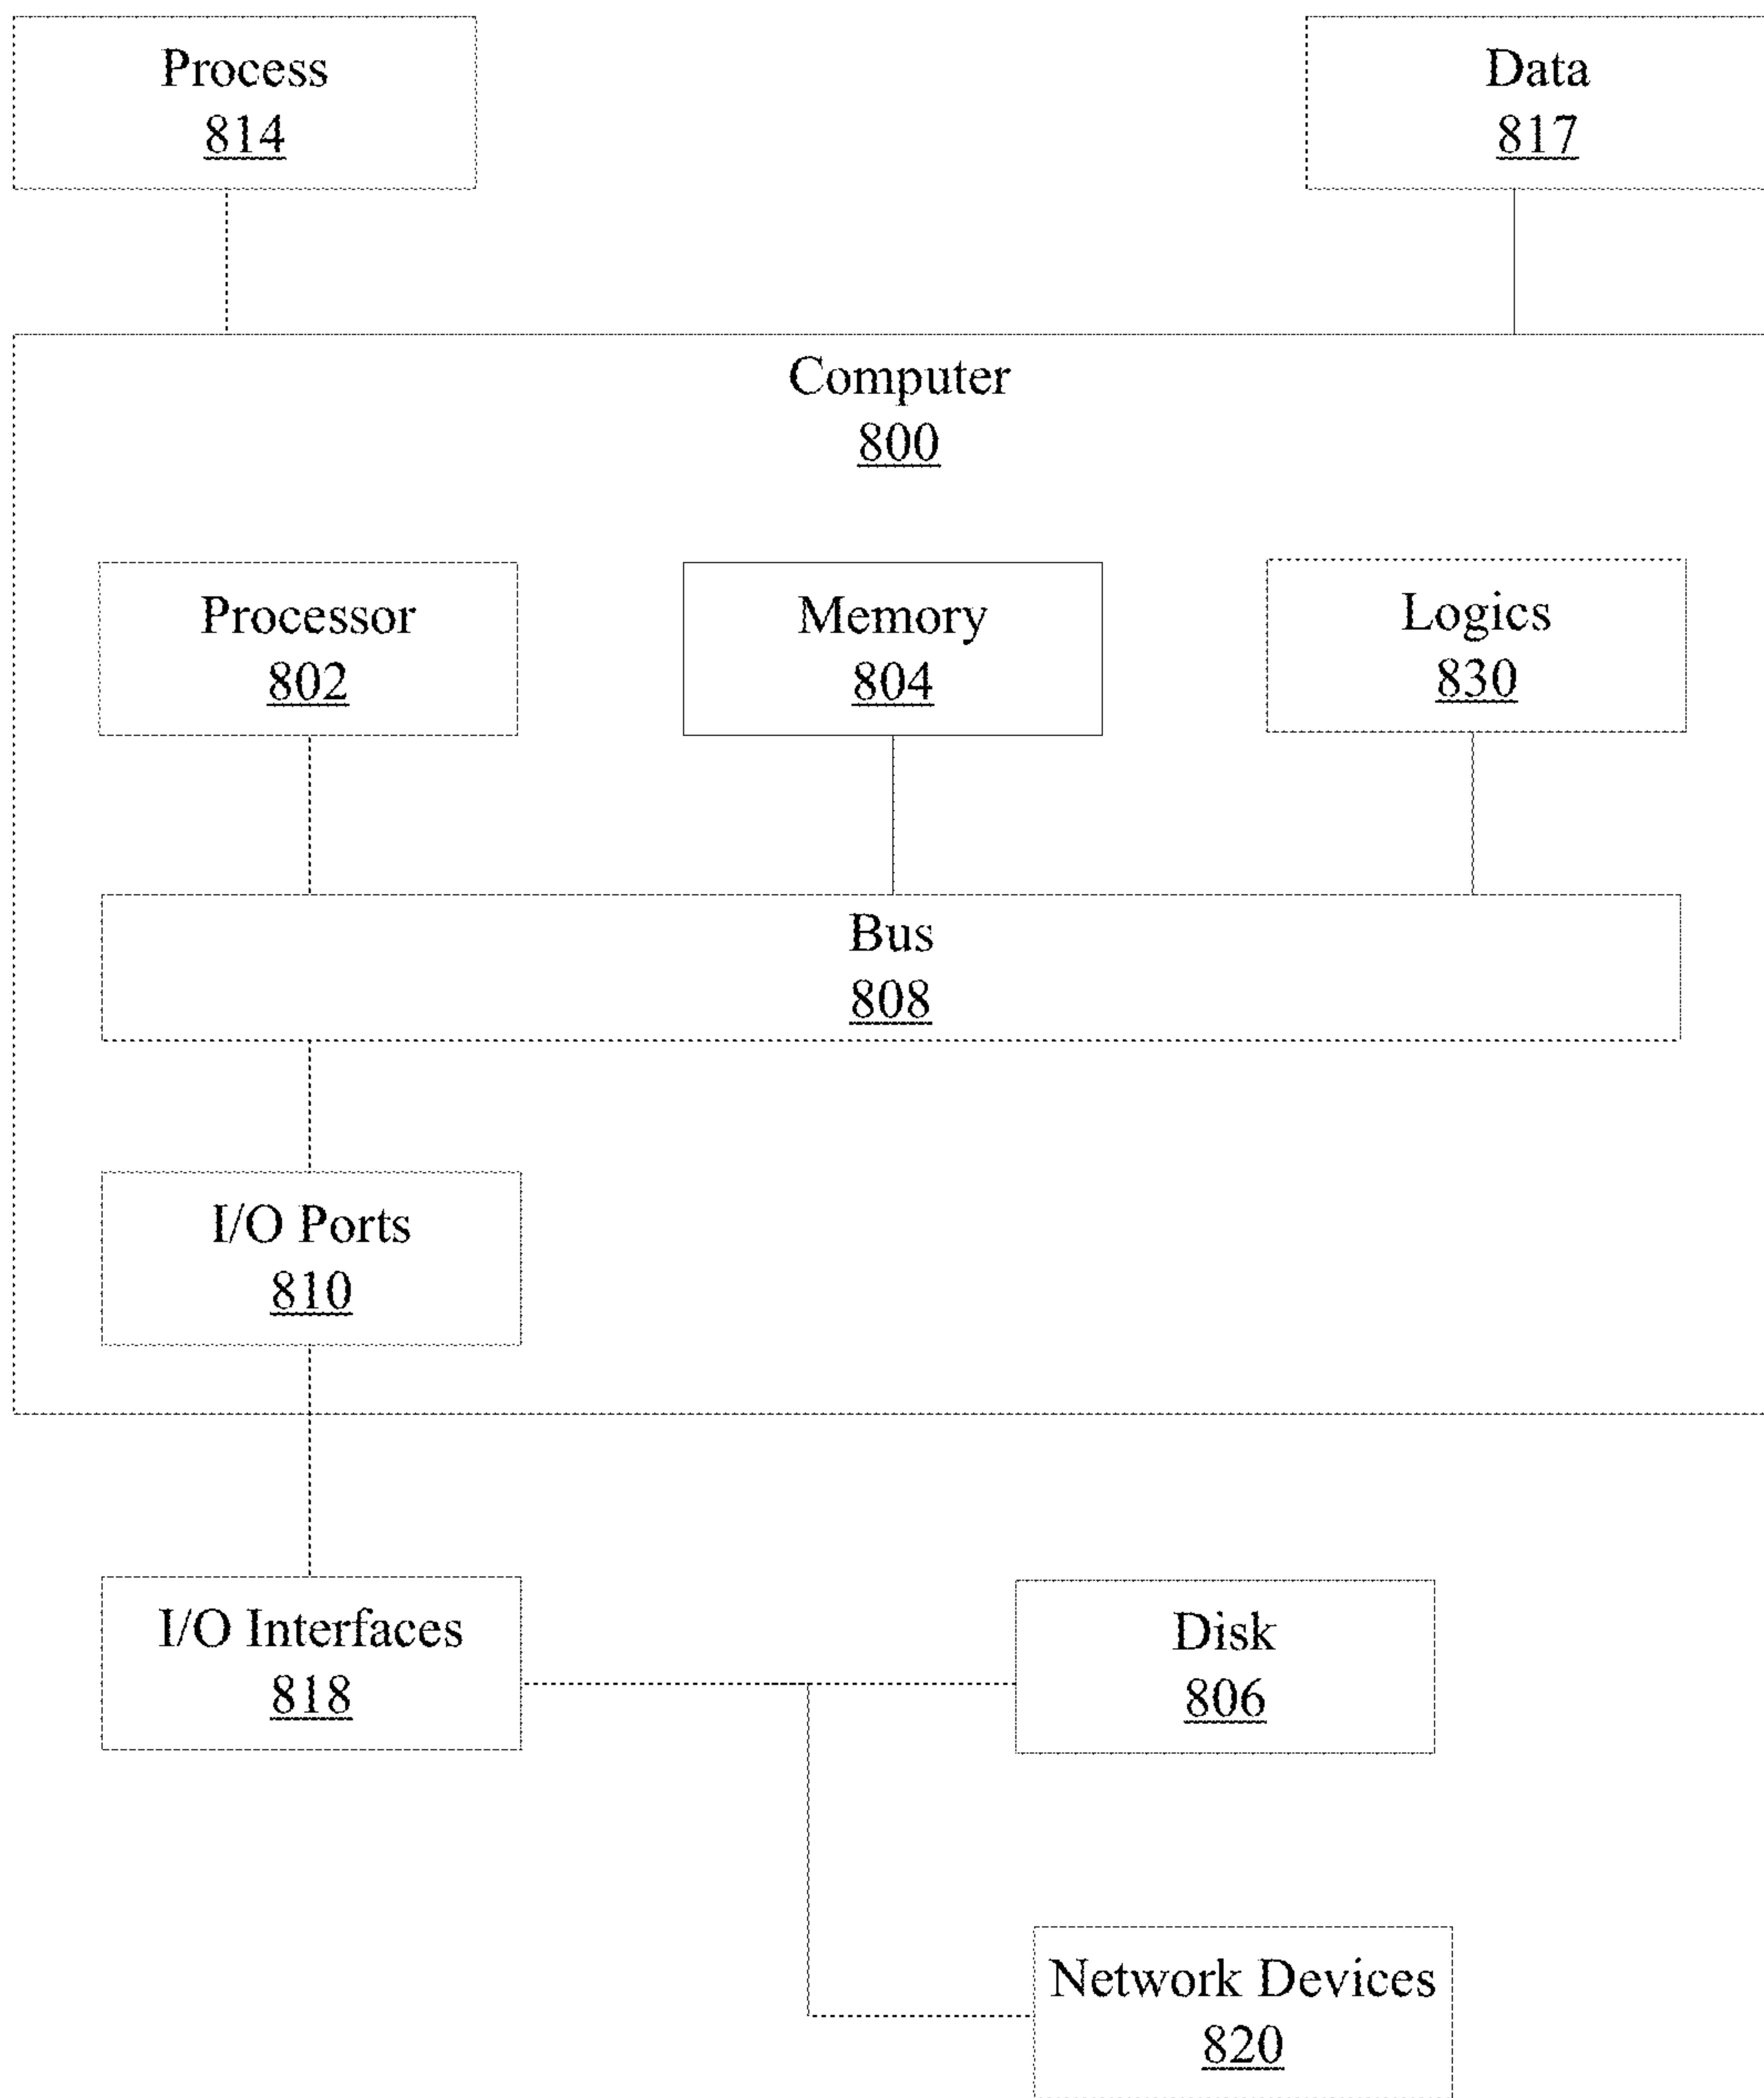 Process
814
Data
817
Computer
800
Processor
802
Memory
804
Logics
830
Bus
808
I/O Ports
810
I/O Interfaces
818
Disk
806
Network Devices
820